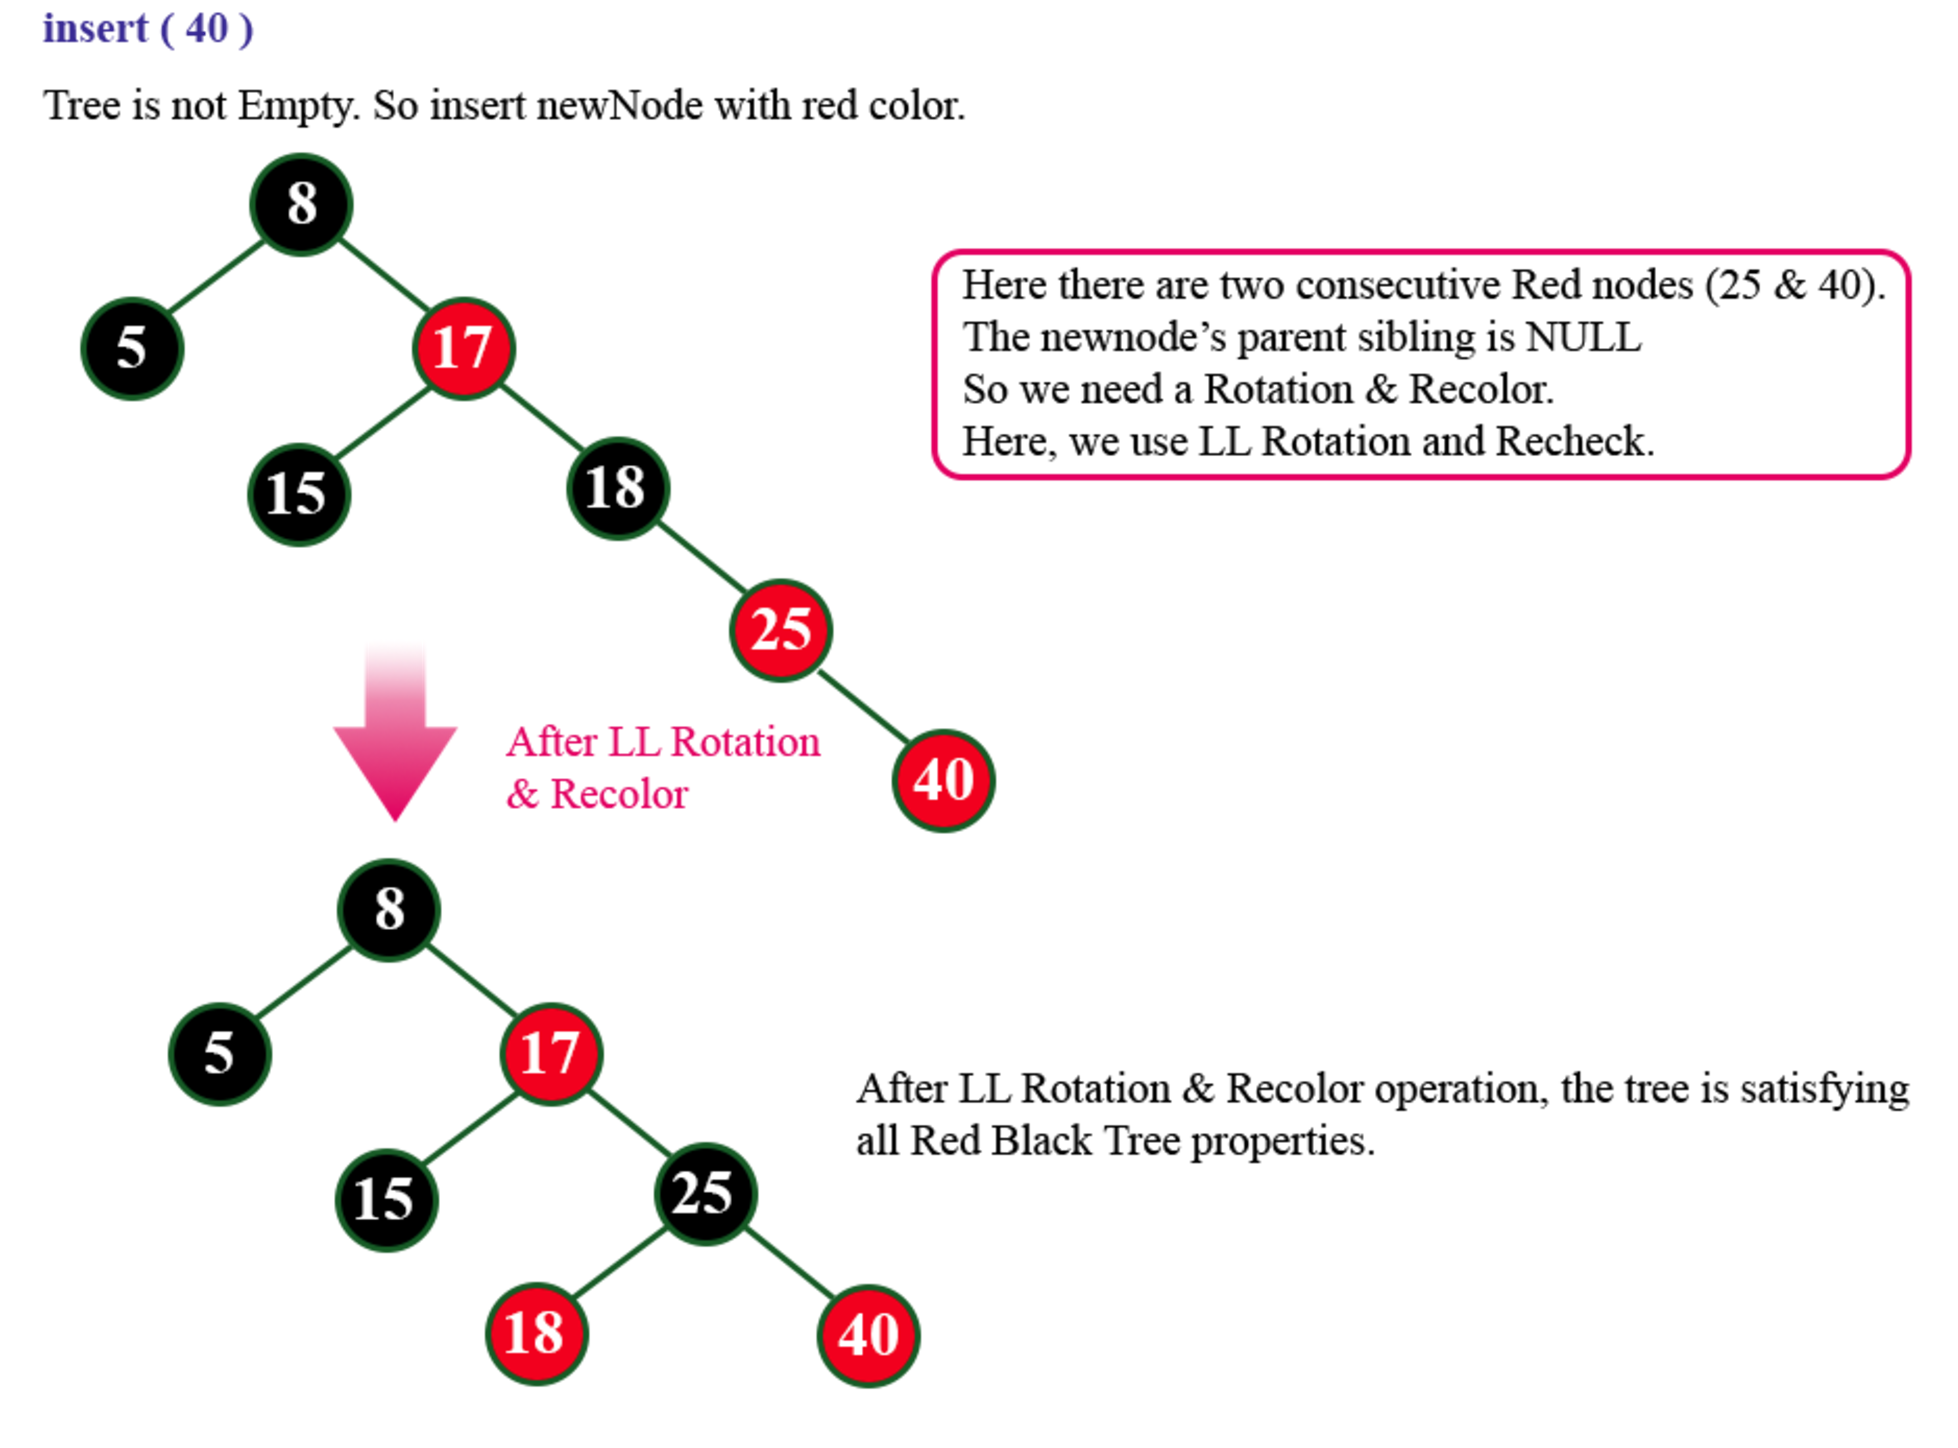 insert ( 40 )
Tree is not Empty. So insert newNode with red color.
8
5
17
15
18
25
40
Here there are two consecutive Red nodes (25 & 40).
The newnode’s parent sibling is NULL
So we need a Rotation & Recolor.
Here, we use LL Rotation and Recheck.
After LL Rotation
& Recolor
8
5
17
15
25
18
40
After LL Rotation & Recolor operation, the tree is satisfying
all Red Black Tree properties.